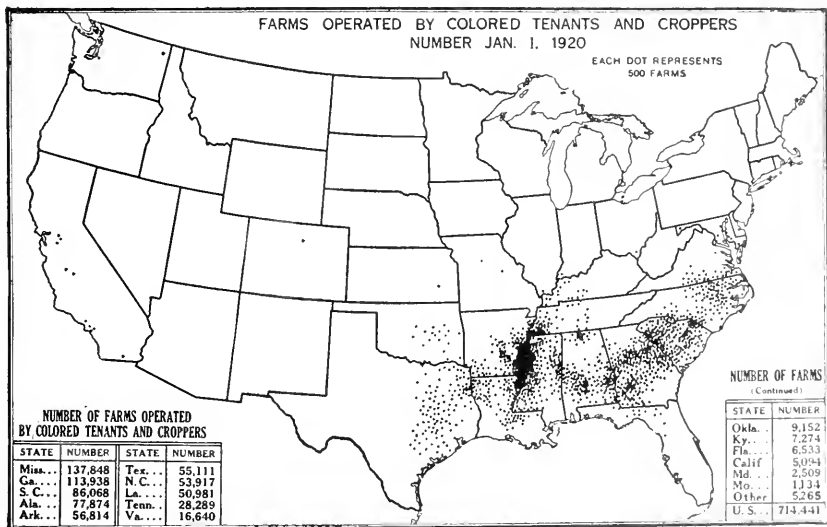 FARMS OPERATED BY COLORED TENANTS AND CROPPERS
NUMBER JAN. 1, 1920
EACH DOT REPRESENTS
500 FARMS
NUMBER OF FARMS OPERATED
BY COLORED TENANTS AND CROPPERS
STATE NUMBER STATE NUMBER
Miss... 137,848 Tex... 55,111
Ga.... 113,938 N.C... 53,917
S.C... 86,068 La.... 50,981
Ala... 77,874 Tenn.. 28,289
Ark... 56,814 Va.... 16,640
NUMBER OF FARMS
(Continued)
STATE NUMBER
Okla.. 9,152
Ky.... 7,274
Fla... 6,533
Calif 5,094
Md.... 2,509
Mo.... 1,134
Other 5,265
U.S... 714,441